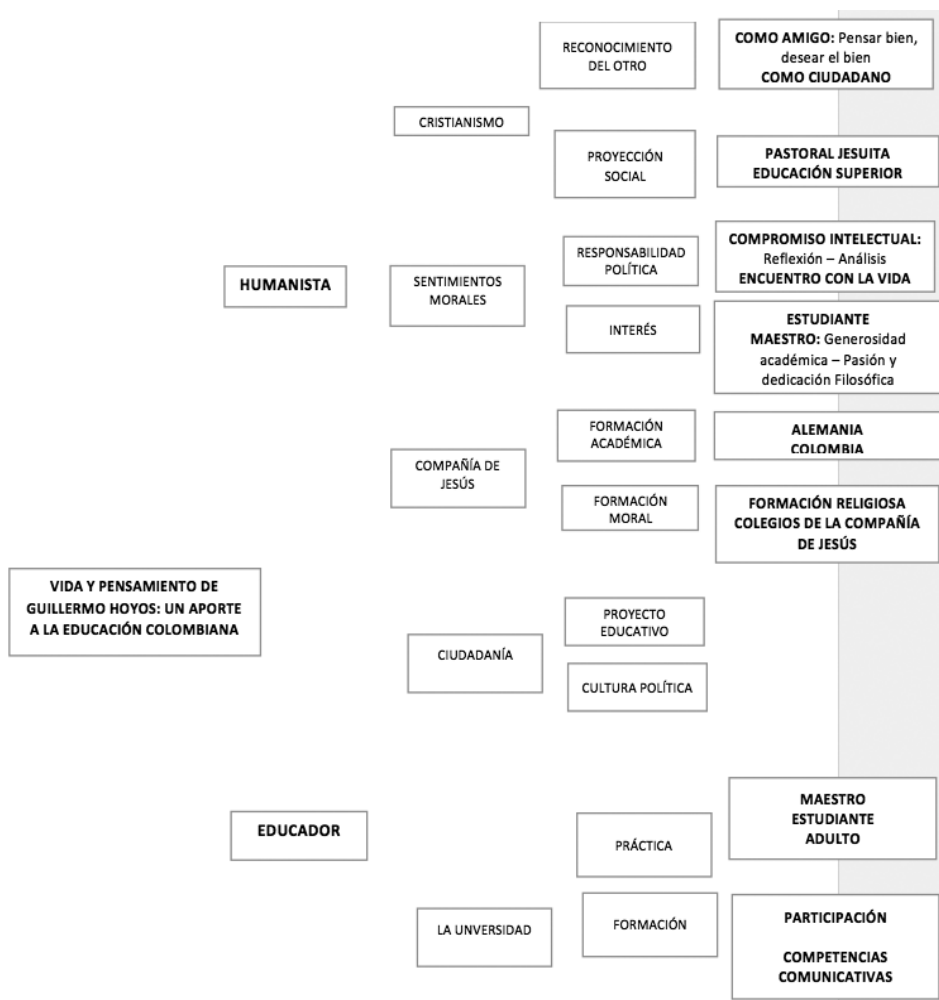 RECONOCIMIENTO
DEL OTRO
COMO AMIGO: Pensar bien,
desear el bien
COMO CIUDADANO
CRISTIANISMO
PROYECCIÓN
SOCIAL
PASTORAL JESUITA
EDUCACIÓN SUPERIOR
HUMANISTA
SENTIMIENTOS
MORALES
RESPONSABILIDAD
POLÍTICA
COMPROMISO INTELECTUAL:
Reflexión – Análisis
ENCUENTRO CON LA VIDA
INTERÉS
ESTUDIANTE
MAESTRO: Generosidad
académica – Pasión y
dedicación Filosófica
COMPAÑÍA DE
JESÚS
FORMACIÓN
ACADÉMICA
ALEMANIA
COLOMBIA
FORMACIÓN
MORAL
FORMACIÓN RELIGIOSA
COLEGIOS DE LA COMPAÑÍA
DE JESÚS
VIDA Y PENSAMIENTO DE
GUILLERMO HOYOS: UN APORTE
A LA EDUCACIÓN COLOMBIANA
CIUDADANÍA
PROYECTO
EDUCATIVO
CULTURA POLÍTICA
EDUCADOR
PRÁCTICA
MAESTRO
ESTUDIANTE
ADULTO
LA UNVERSIDAD
FORMACIÓN
PARTICIPACIÓN
COMPETENCIAS
COMUNICATIVAS